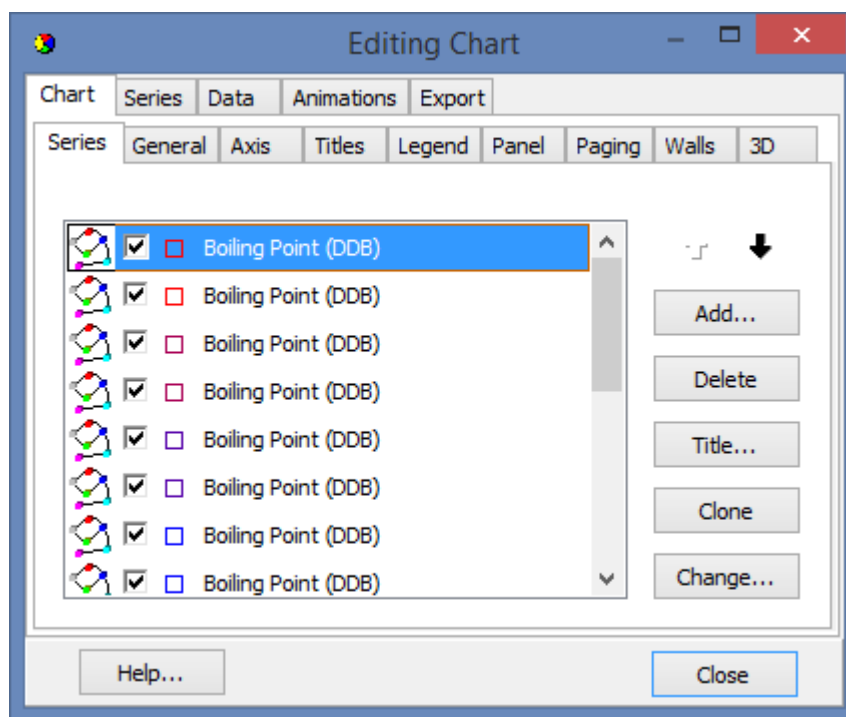 Editing Chart
Chart Series Data Animations Export
Series General Axis Titles Legend Panel Paging Walls 3D
Boiling Point (DDB)
Boiling Point (DDB)
Boiling Point (DDB)
Boiling Point (DDB)
Boiling Point (DDB)
Boiling Point (DDB)
Boiling Point (DDB)
Boiling Point (DDB)
Add...
Delete
Title...
Clone
Change...
Help...
Close